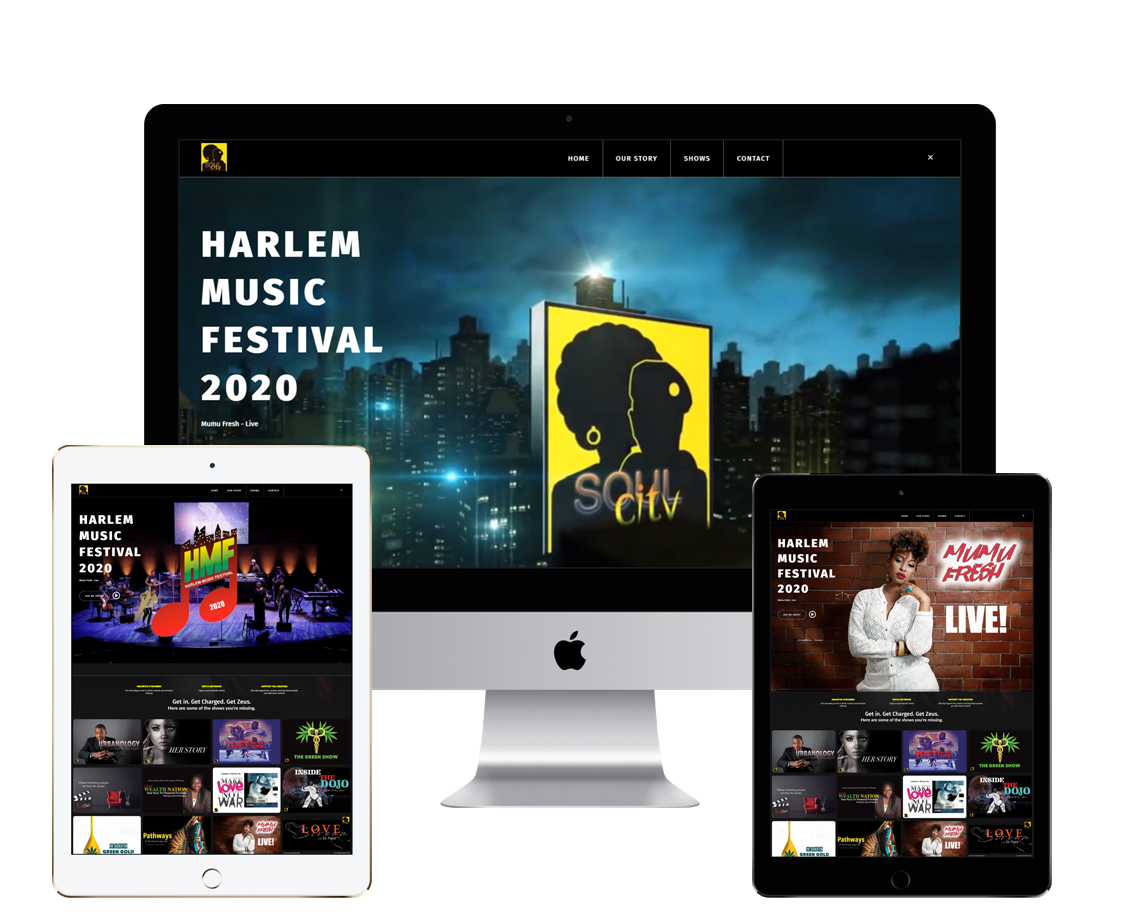 HOME
OUR STORY
SHOWS
CONTACT
HARLEM
MUSIC
FESTIVAL
2020
Mumu Fresh - Live
SOUL
City
HARLEM
MUSIC
FESTIVAL
2020
HMF
HARLEM MUSIC FESTIVAL
2020
Get in. Get Charged. Get Zeus.
Here are some of the shows you're missing.
URBANOLOGY
HER STORY
THE GREEN SHOW
WEALTH NATION
MAKE
love
NOT
WAR
INSIDE
THE
DOJO
GREEN GOLD
Pathways
MUMU
FRESH
LIVE!
LOVE
HOME
OUR STORY
SHOWS
CONTACT
HARLEM
MUSIC
FESTIVAL
2020
MUMU
FRESH
LIVE!
Get in. Get Charged. Get Zeus.
Here are some of the shows you're missing.
URBANOLOGY
HER STORY
THE GREEN SHOW
WEALTH NATION
MAKE
love
NOT
WAR
INSIDE
THE
DOJO
GREEN GOLD
Pathways
MUMU
FRESH
LIVE!
LOVE